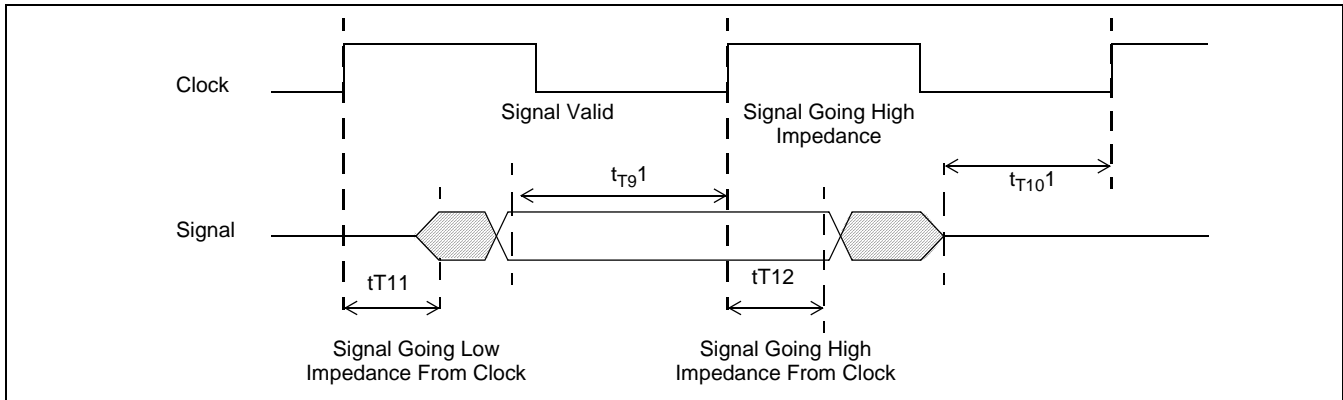 Clock
Signal Valid
Signal Going High
Impedance
tT91
tT101
Signal
tT11
tT12
Signal Going Low
Impedance From Clock
Signal Going High
Impedance From Clock